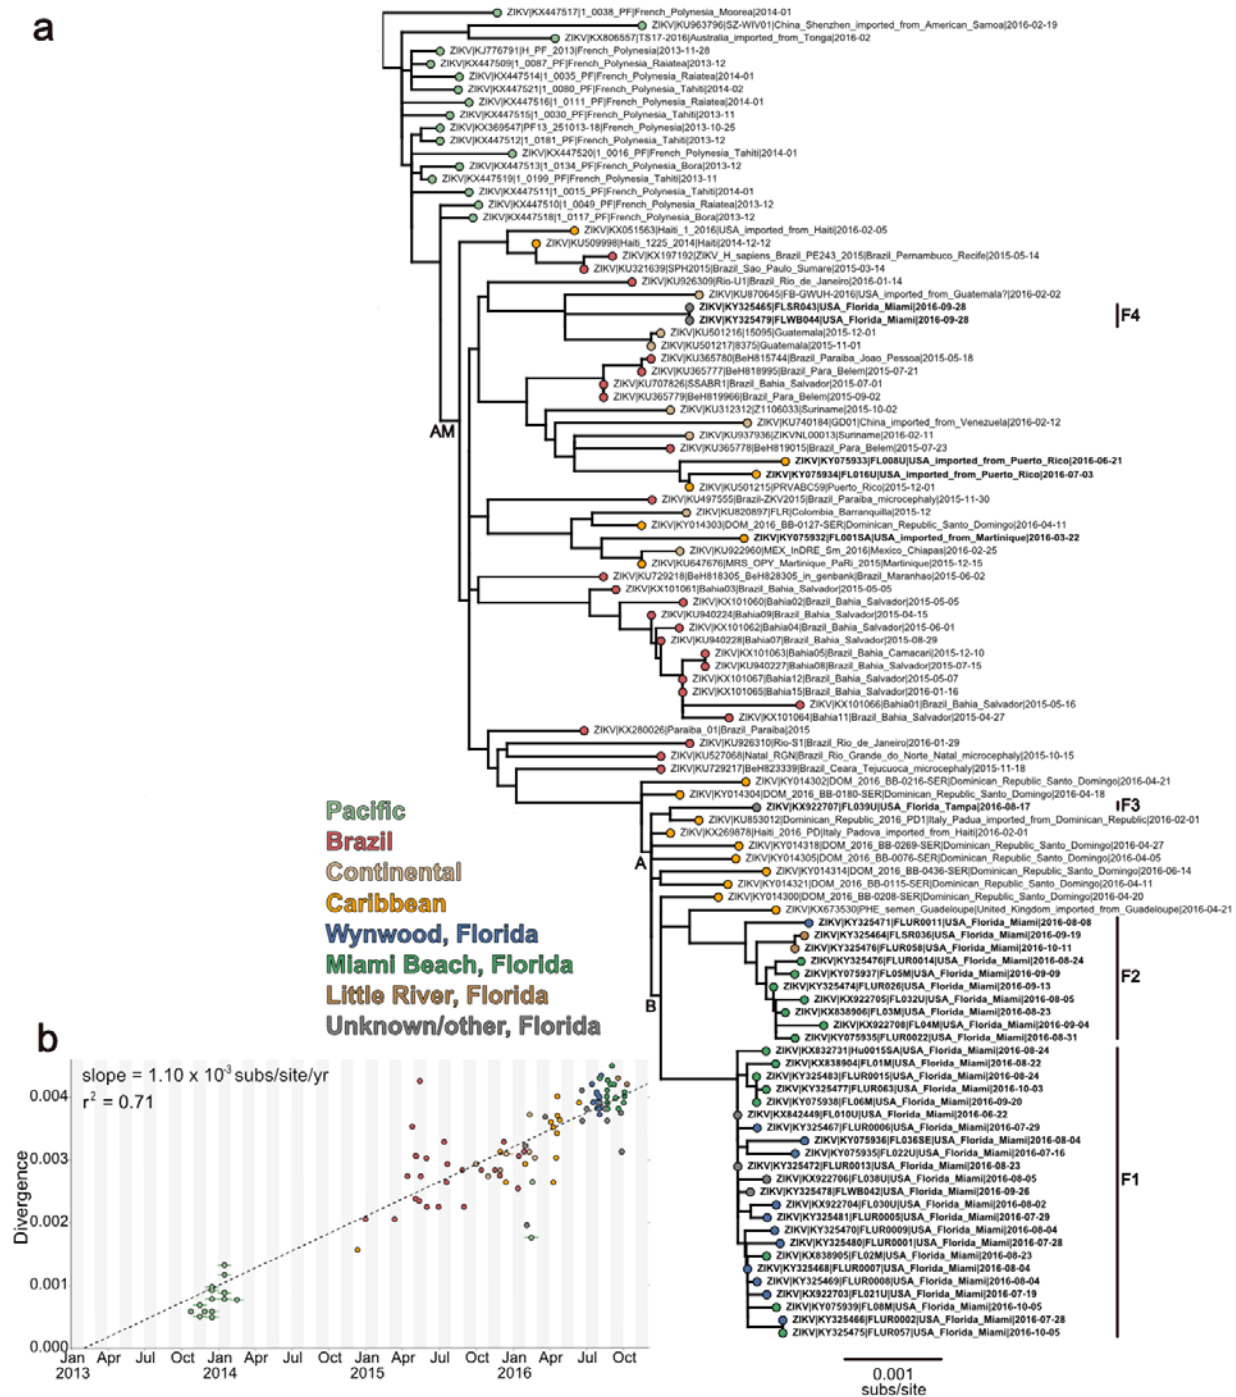 a
ZIKV|KX447517|1_0038_PF|French_Polynesia_Moorea|2014-01
ZIKV|KU963796|SZ-WIV01|China_Shenzhen_imported_from_American_Samoa|2016-02-19
ZIKV|KX806557|TS17-2016|Australia_imported_from_Tonga|2016-02
ZIKV|KJ776791|H_PF_2013|French_Polynesia|2013-11-28
ZIKV|KX447509|1_0087_PF|French_Polynesia_Raiatea|2013-12
ZIKV|KX447514|1_0035_PF|French_Polynesia_Raiatea|2014-01
ZIKV|KX447521|1_0080_PF|French_Polynesia_Tahiti|2014-02
ZIKV|KX447516|1_0111_PF|French_Polynesia_Raiatea|2014-01
ZIKV|KX447515|1_0030_PF|French_Polynesia_Tahiti|2013-11
ZIKV|KX369547|PF13_251013-18|French_Polynesia|2013-10-25
ZIKV|KX447512|1_0181_PF|French_Polynesia_Tahiti|2013-12
ZIKV|KX447520|1_0016_PF|French_Polynesia_Tahiti|2014-01
ZIKV|KX447513|1_0134_PF|French_Polynesia_Bora|2013-12
ZIKV|KX447519|1_0199_PF|French_Polynesia_Tahiti|2013-11
ZIKV|KX447511|1_0015_PF|French_Polynesia_Tahiti|2014-01
ZIKV|KX447510|1_0049_PF|French_Polynesia_Raiatea|2013-12
ZIKV|KX447518|1_0117_PF|French_Polynesia_Bora|2013-12
ZIKV|KX051563|Haiti_1_2016|USA_imported_from_Haiti|2016-02-05
ZIKV|KU509998|Haiti_1225_2014|Haiti|2014-12-12
ZIKV|KX197192|ZIKV_H_sapiens_Brazil_PE243_2015|Brazil_Pernambuco_Recife|2015-05-14
ZIKV|KU321639|SPH2015|Brazil_Sao_Paulo_Sumare|2015-03-14
ZIKV|KU926309|Rio-U1|Brazil_Rio_de_Janeiro|2016-01-14
ZIKV|KU870645|FB-GWUH-2016|USA_imported_from_Guatemala?|2016-02-02
ZIKV|KY325465|FLSR043|USA_Florida_Miami|2016-09-28
F4
ZIKV|KY325479|FLWB044|USA_Florida_Miami|2016-09-28
ZIKV|KU501216|15095|Guatemala|2015-12-01
ZIKV|KU501217|8375|Guatemala|2015-11-01
ZIKV|KU365780|BeH815744|Brazil_Paraiba_Joao_Pessoa|2015-05-18
ZIKV|KU365777|BeH818995|Brazil_Para_Belem|2015-07-21
ZIKV|KU707826|SSABR1|Brazil_Bahia_Salvador|2015-07-01
ZIKV|KU365779|BeH819966|Brazil_Para_Belem|2015-09-02
ZIKV|KU312312|Z1106033|Suriname|2015-10-02
ZIKV|KU740184|GD01|China_imported_from_Venezuela|2016-02-12
AM
ZIKV|KU937936|ZIKVNL00013|Suriname|2016-02-11
ZIKV|KU365778|BeH819015|Brazil_Para_Belem|2015-07-23
ZIKV|KY075933|FL008U|USA_imported_from_Puerto_Rico|2016-06-21
ZIKV|KY075934|FL016U|USA_imported_from_Puerto_Rico|2016-07-03
ZIKV|KU501215|PRVABC59|Puerto_Rico|2015-12-01
ZIKV|KU497555|Brazil-ZKV2015|Brazil_Paraiba_microcephaly|2015-11-30
ZIKV|KU820897|FLR|Colombia_Barranquilla|2015-12
ZIKV|KY014303|DOM_2016_BB-0127-SER|Dominican_Republic_Santo_Domingo|2016-04-11
ZIKV|KY075932|FL001SA|USA_imported_from_Martinique|2016-03-22
ZIKV|KU922960|MEX_InDRE_Sm_2016|Mexico_Chiapas|2016-02-25
ZIKV|KU647676|MRS_OPY_Martinique_PaRi_2015|Martinique|2015-12-15
ZIKV|KU729218|BeH818305_BeH828305_in_genbank|Brazil_Maranhao|2015-06-02
ZIKV|KX101061|Bahia03|Brazil_Bahia_Salvador|2015-05-05
ZIKV|KX101060|Bahia02|Brazil_Bahia_Salvador|2015-05-05
ZIKV|KU940224|Bahia09|Brazil_Bahia_Salvador|2015-04-15
ZIKV|KX101062|Bahia04|Brazil_Bahia_Salvador|2015-06-01
ZIKV|KU940228|Bahia07|Brazil_Bahia_Salvador|2015-08-29
ZIKV|KX101063|Bahia05|Brazil_Bahia_Camacari|2015-12-10
ZIKV|KU940227|Bahia08|Brazil_Bahia_Salvador|2015-07-15
ZIKV|KX101067|Bahia12|Brazil_Bahia_Salvador|2015-05-07
ZIKV|KX101065|Bahia15|Brazil_Bahia_Salvador|2016-01-16
ZIKV|KX101066|Bahia01|Brazil_Bahia_Salvador|2015-05-16
ZIKV|KX101064|Bahia11|Brazil_Bahia_Salvador|2015-04-27
ZIKV|KX280026|Paraiba_01|Brazil_Paraiba|2015
ZIKV|KU926310|Rio-S1|Brazil_Rio_de_Janeiro|2016-01-29
ZIKV|KU527068|Natal_RGN|Brazil_Rio_Grande_do_Norte_Natal_microcephaly|2015-10-15
ZIKV|KU729217|BeH823339|Brazil_Ceara_Tejucuoca_microcephaly|2015-11-18
ZIKV|KY014302|DOM_2016_BB-0216-SER|Dominican_Republic_Santo_Domingo|2016-04-21
ZIKV|KY014304|DOM_2016_BB-0180-SER|Dominican_Republic_Santo_Domingo|2016-04-18
ZIKV|KX922707|FL039U|USA_Florida_Tampa|2016-08-17
F3
ZIKV|KU853012|Dominican_Republic_2016_PD1|Italy_Padua_imported_from_Dominican_Republic|2016-02-01
ZIKV|KX269878|Haiti_2016_PD|Italy_Padova_imported_from_Haiti|2016-02-01
ZIKV|KY014318|DOM_2016_BB-0269-SER|Dominican_Republic_Santo_Domingo|2016-04-27
ZIKV|KY014305|DOM_2016_BB-0076-SER|Dominican_Republic_Santo_Domingo|2016-04-05
A
ZIKV|KY014314|DOM_2016_BB-0436-SER|Dominican_Republic_Santo_Domingo|2016-06-14
ZIKV|KY014321|DOM_2016_BB-0115-SER|Dominican_Republic_Santo_Domingo|2016-04-11
ZIKV|KY014300|DOM_2016_BB-0208-SER|Dominican_Republic_Santo_Domingo|2016-04-20
ZIKV|KX673530|PHE_semen_Guadeloupe|United_Kingdom_imported_from_Guadeloupe|2016-04-21
ZIKV|KY325471|FLUR0011|USA_Florida_Miami|2016-08-08
ZIKV|KY325464|FLSR036|USA_Florida_Miami|2016-09-19
ZIKV|KY325476|FLUR058|USA_Florida_Miami|2016-10-11
F2
ZIKV|KY325476|FLUR0014|USA_Florida_Miami|2016-08-24
ZIKV|KY075937|FL05M|USA_Florida_Miami|2016-09-09
ZIKV|KY325474|FLUR026|USA_Florida_Miami|2016-09-13
ZIKV|KX922705|FL032U|USA_Florida_Miami|2016-08-05
B
ZIKV|KX838906|FL03M|USA_Florida_Miami|2016-08-23
ZIKV|KX922708|FL04M|USA_Florida_Miami|2016-09-04
ZIKV|KY075935|FLUR0022|USA_Florida_Miami|2016-08-31
ZIKV|KX832731|Hu0015SA|USA_Florida_Miami|2016-08-24
ZIKV|KX838904|FL01M|USA_Florida_Miami|2016-08-22
ZIKV|KY325483|FLUR0015|USA_Florida_Miami|2016-08-24
ZIKV|KY325477|FLUR063|USA_Florida_Miami|2016-10-03
ZIKV|KY075938|FL06M|USA_Florida_Miami|2016-09-20
ZIKV|KX842449|FL010U|USA_Florida_Miami|2016-06-22
ZIKV|KY325467|FLUR0006|USA_Florida_Miami|2016-07-29
ZIKV|KY075936|FL036SE|USA_Florida_Miami|2016-08-04
ZIKV|KY075935|FL022U|USA_Florida_Miami|2016-07-16
ZIKV|KY325472|FLUR0013|USA_Florida_Miami|2016-08-23
F1
ZIKV|KX922706|FL038U|USA_Florida_Miami|2016-08-05
ZIKV|KY325478|FLWB042|USA_Florida_Miami|2016-09-26
ZIKV|KX922704|FL030U|USA_Florida_Miami|2016-08-02
ZIKV|KY325481|FLUR0005|USA_Florida_Miami|2016-07-29
ZIKV|KY325470|FLUR0009|USA_Florida_Miami|2016-08-04
ZIKV|KY325480|FLUR0001|USA_Florida_Miami|2016-07-28
ZIKV|KX838905|FL02M|USA_Florida_Miami|2016-08-23
ZIKV|KY325468|FLUR0007|USA_Florida_Miami|2016-08-04
ZIKV|KY325469|FLUR0008|USA_Florida_Miami|2016-08-04
ZIKV|KX922703|FL021U|USA_Florida_Miami|2016-07-19
ZIKV|KY075939|FL08M|USA_Florida_Miami|2016-10-05
ZIKV|KY325466|FLUR0002|USA_Florida_Miami|2016-07-28
ZIKV|KY325475|FLUR057|USA_Florida_Miami|2016-10-05
0.001
subs/site
Pacific
Brazil
Continental
Caribbean
Wynwood, Florida
Miami Beach, Florida
Little River, Florida
Unknown/other, Florida
b
slope = 1.10 x 10-3 subs/site/yr
r2 = 0.71
Divergence
0.004
0.003
0.002
0.001
0.000
Jan Apr Jul Oct Jan Apr Jul Oct Jan Apr Jul Oct Jan Apr Jul Oct
2013 2014 2015 2016